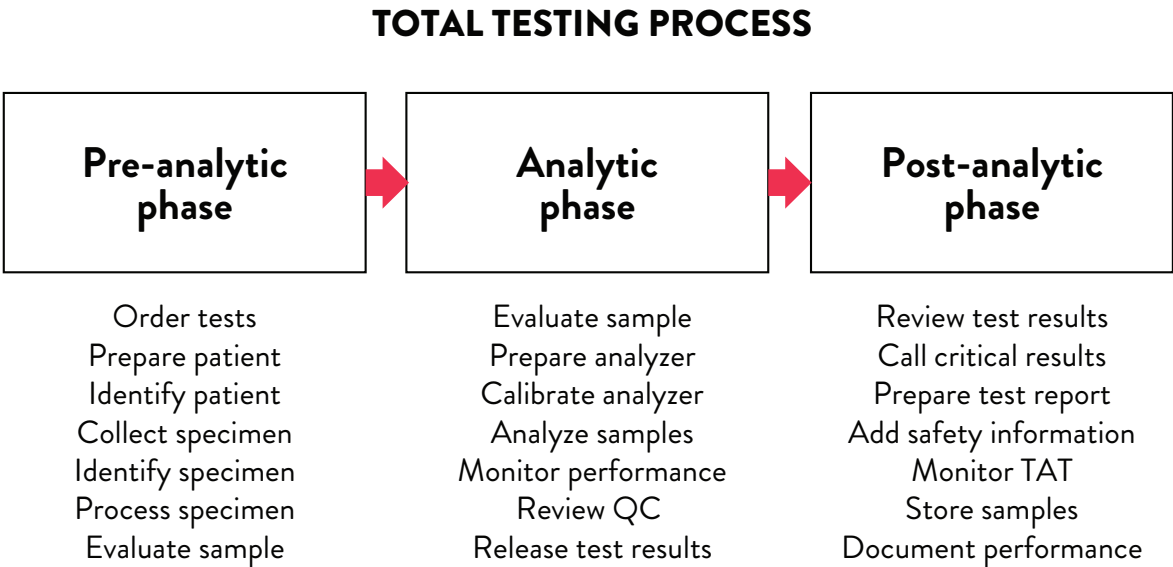 TOTAL TESTING PROCESS
Pre-analytic
phase
Analytic
phase
Post-analytic
phase
Order tests
Prepare patient
Identify patient
Collect specimen
Identify specimen
Process specimen
Evaluate sample
Evaluate sample
Prepare analyzer
Calibrate analyzer
Analyze samples
Monitor performance
Review QC
Release test results
Review test results
Call critical results
Prepare test report
Add safety information
Monitor TAT
Store samples
Document performance